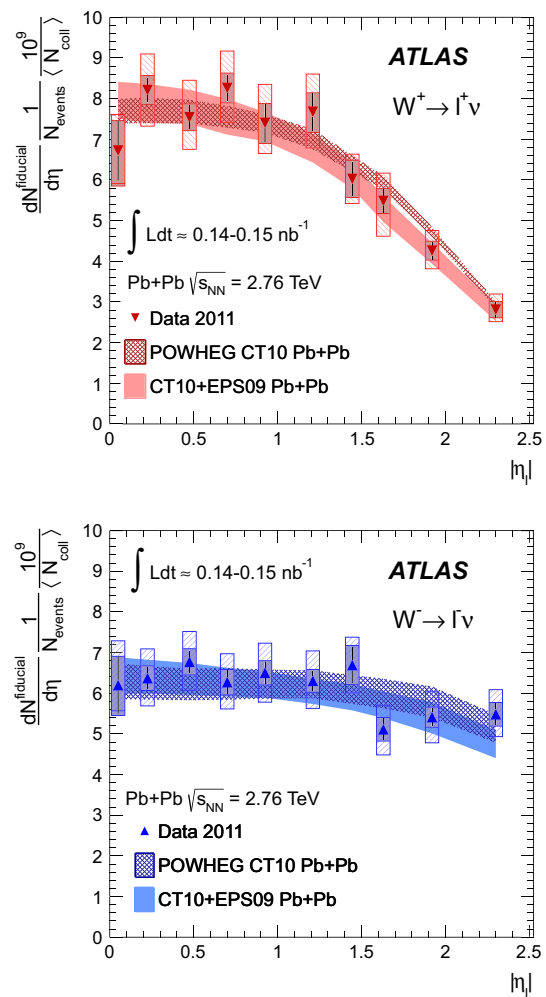 dN^fiducial/dη 1/N_events 10^9/⟨N_coll⟩
10
9
8
7
6
5
4
3
2
1
0
ATLAS
W⁺→ l⁺ν
∫ Ldt ≈ 0.14-0.15 nb⁻¹
Pb+Pb √s_NN = 2.76 TeV
Data 2011
POWHEG CT10 Pb+Pb
CT10+EPS09 Pb+Pb
0 0.5 1 1.5 2 2.5
|η_l|
dN^fiducial/dη 1/N_events 10^9/⟨N_coll⟩
10
9
8
7
6
5
4
3
2
1
0
∫ Ldt ≈ 0.14-0.15 nb⁻¹
ATLAS
W⁻→ l⁻ν
Pb+Pb √s_NN = 2.76 TeV
Data 2011
POWHEG CT10 Pb+Pb
CT10+EPS09 Pb+Pb
0 0.5 1 1.5 2 2.5
|η_l|